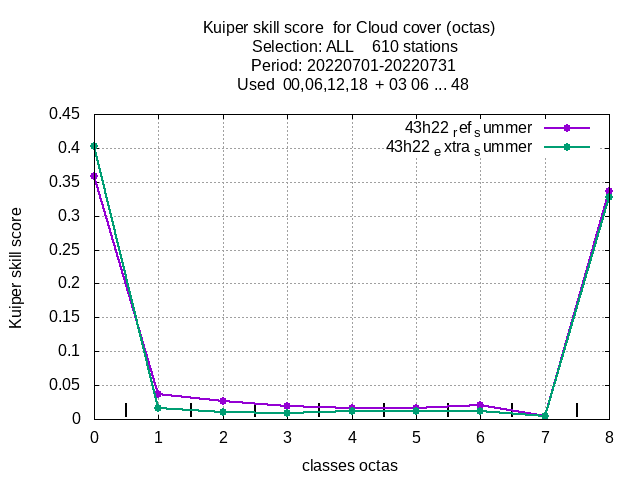 Kuiper skill score  for Cloud cover (octas)
Selection: ALL    610 stations
Period: 20220701-20220731
Used  00,06,12,18  + 03 06 ... 48
0.45
0.4
0.35
0.3
0.25
0.2
0.15
0.1
0.05
0
Kuiper skill score
43h22 ref summer
43h22 extra summer
0 1 2 3 4 5 6 7 8
classes octas